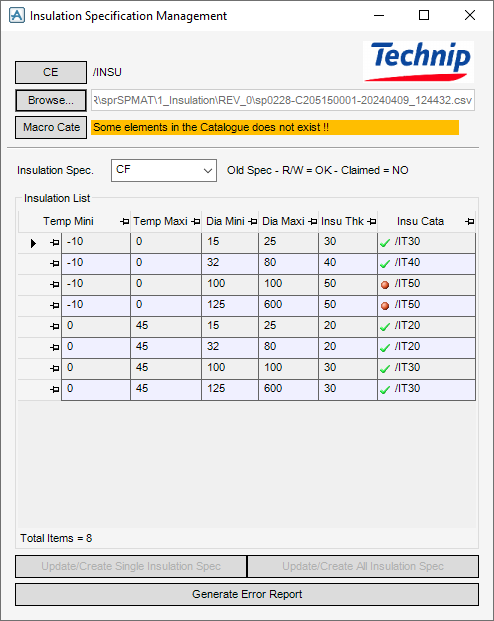 Insulation Specification Management
Technip
CE /INSU
Browse... R\sprSPMAT\1_Insulation\REV_0\sp0228-C205150001-20240409_124432.csv
Macro Cate Some elements in the Catalogue does not exist !!
Insulation Spec. CF Old Spec - R/W = OK - Claimed = NO
Insulation List
Temp Mini Temp Maxi Dia Mini Dia Maxi Insu Thk Insu Cata
-10 0 15 25 30 /IT30
-10 0 32 80 40 /IT40
-10 0 100 100 50 /IT50
-10 0 125 600 50 /IT50
0 45 15 25 20 /IT20
0 45 32 80 20 /IT20
0 45 100 100 30 /IT30
0 45 125 600 30 /IT30
Total Items = 8
Update/Create Single Insulation Spec Update/Create All Insulation Spec
Generate Error Report